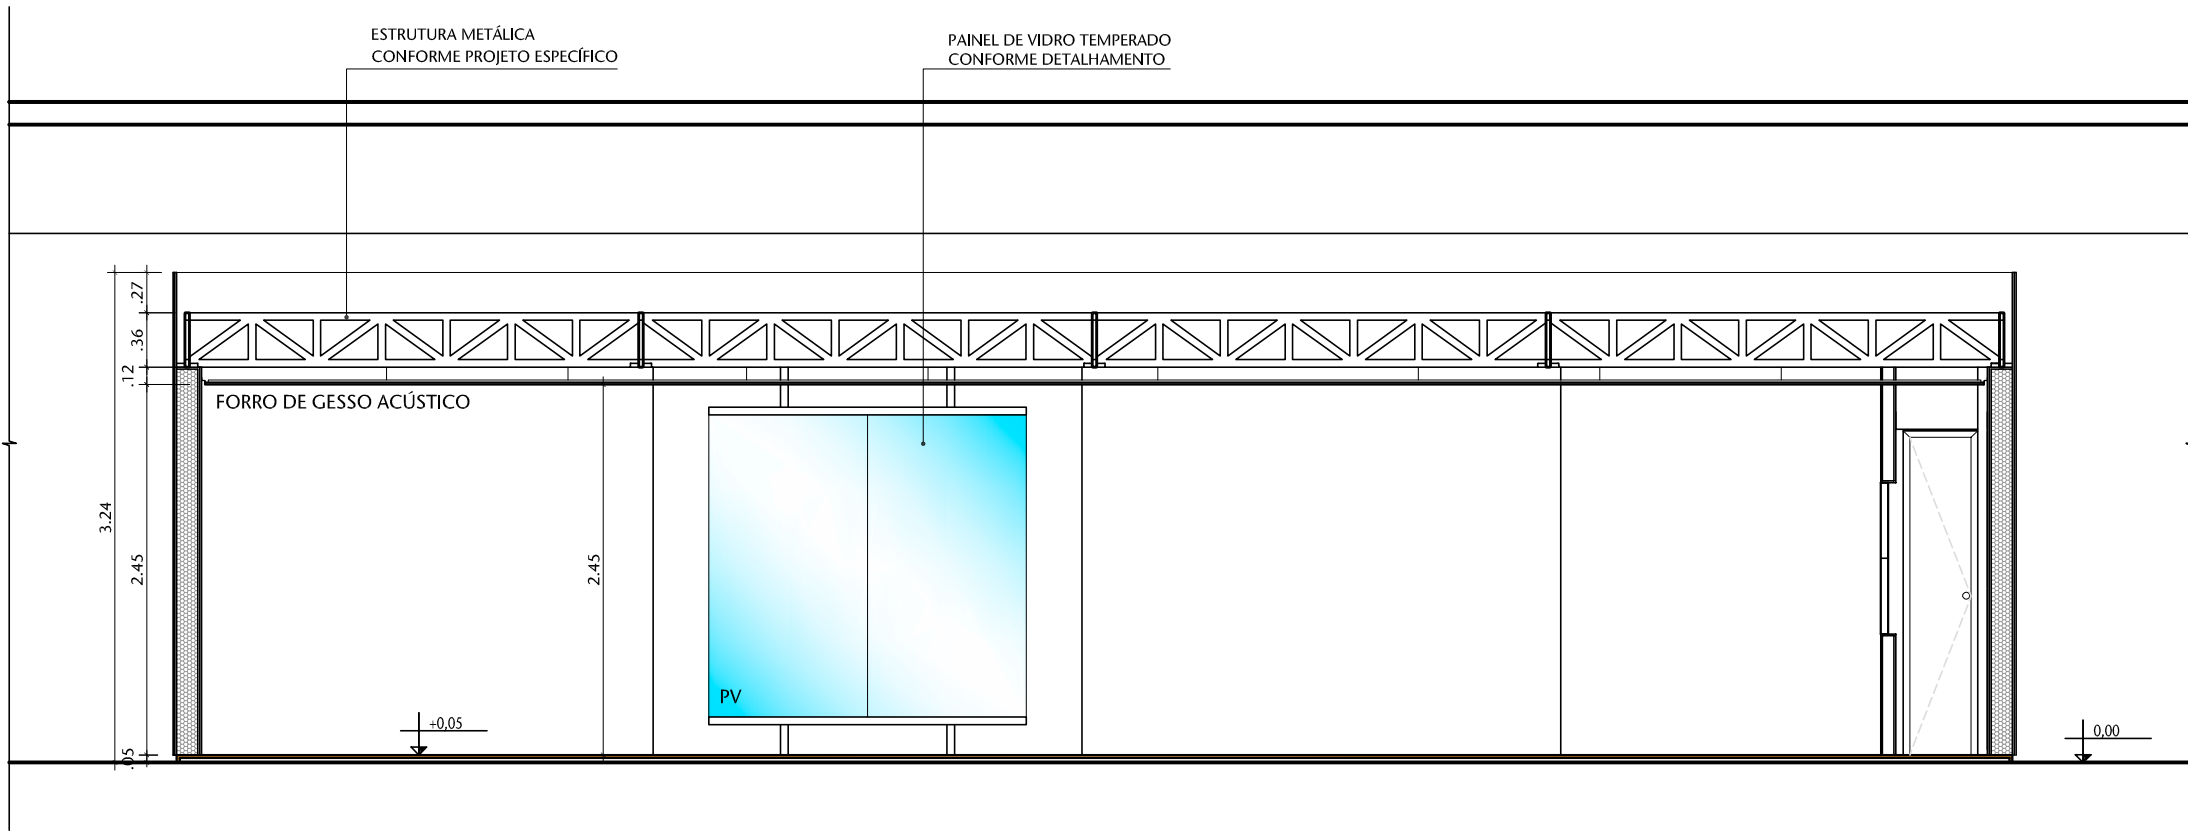 ESTRUTURA METÁLICA
CONFORME PROJETO ESPECÍFICO
PAINEL DE VIDRO TEMPERADO
CONFORME DETALHAMENTO
.27
.36
.12
FORRO DE GESSO ACÚSTICO
3.24
2.45
2.45
PV
+0,05
0,00
.05